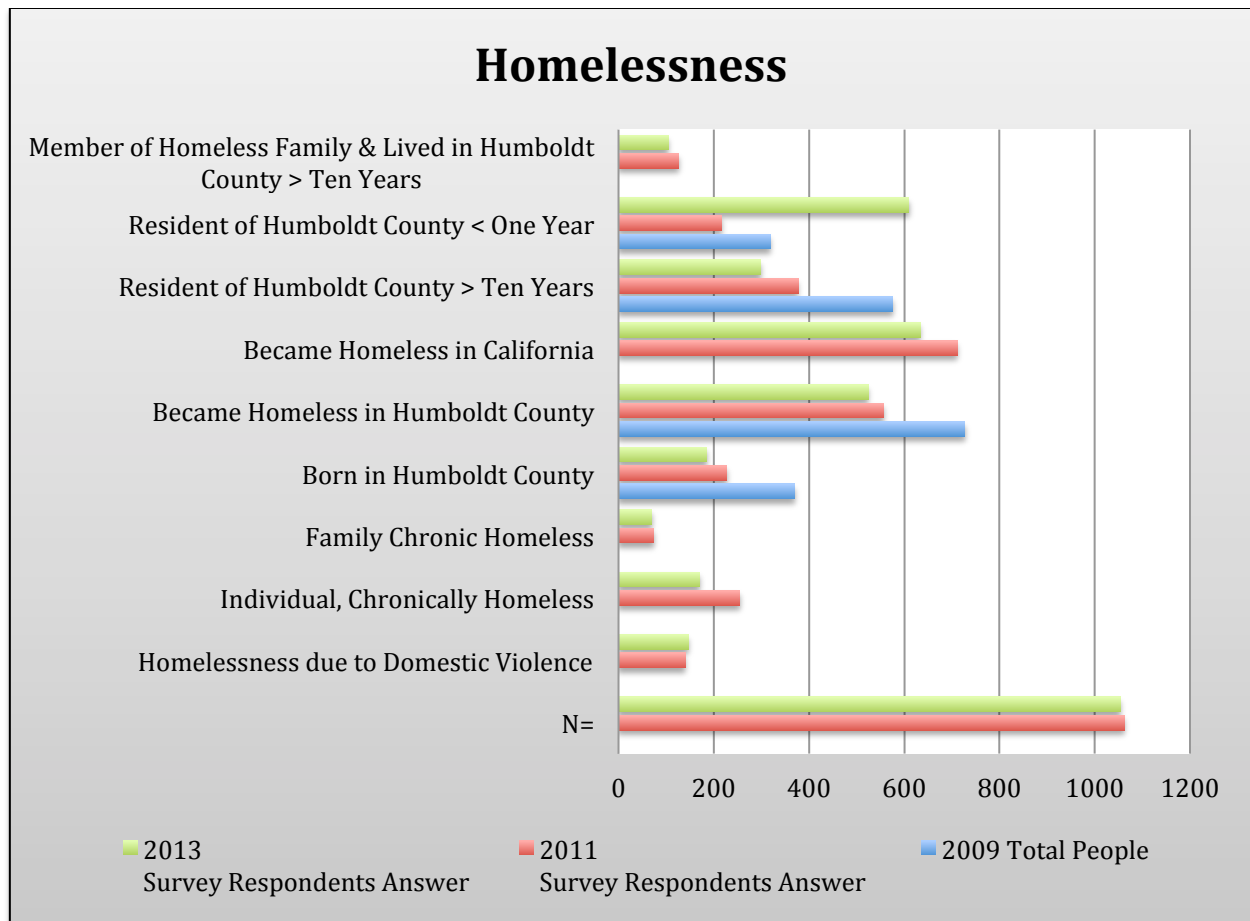 Homelessness
Member of Homeless Family & Lived in Humboldt
County > Ten Years
Resident of Humboldt County < One Year
Resident of Humboldt County > Ten Years
Became Homeless in California
Became Homeless in Humboldt County
Born in Humboldt County
Family Chronic Homeless
Individual, Chronically Homeless
Homelessness due to Domestic Violence
N=
0 200 400 600 800 1000 1200
2013
Survey Respondents Answer
2011
Survey Respondents Answer
2009 Total People